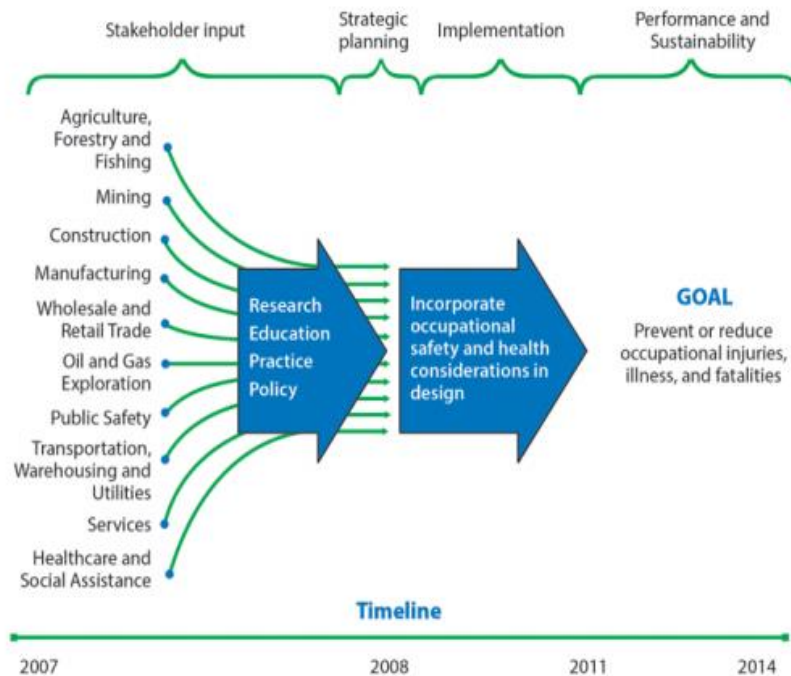 Stakeholder input
Strategic
planning
Implementation
Performance and
Sustainability
Agriculture,
Forestry and
Fishing
Mining
Construction
Manufacturing
Wholesale and
Retail Trade
Oil and Gas
Exploration
Public Safety
Transportation,
Warehousing and
Utilities
Services
Healthcare and
Social Assistance
Research
Education
Practice
Policy
Incorporate
occupational
safety and health
considerations in
design
GOAL
Prevent or reduce
occupational injuries,
illness, and fatalities
Timeline
2007
2008
2011
2014